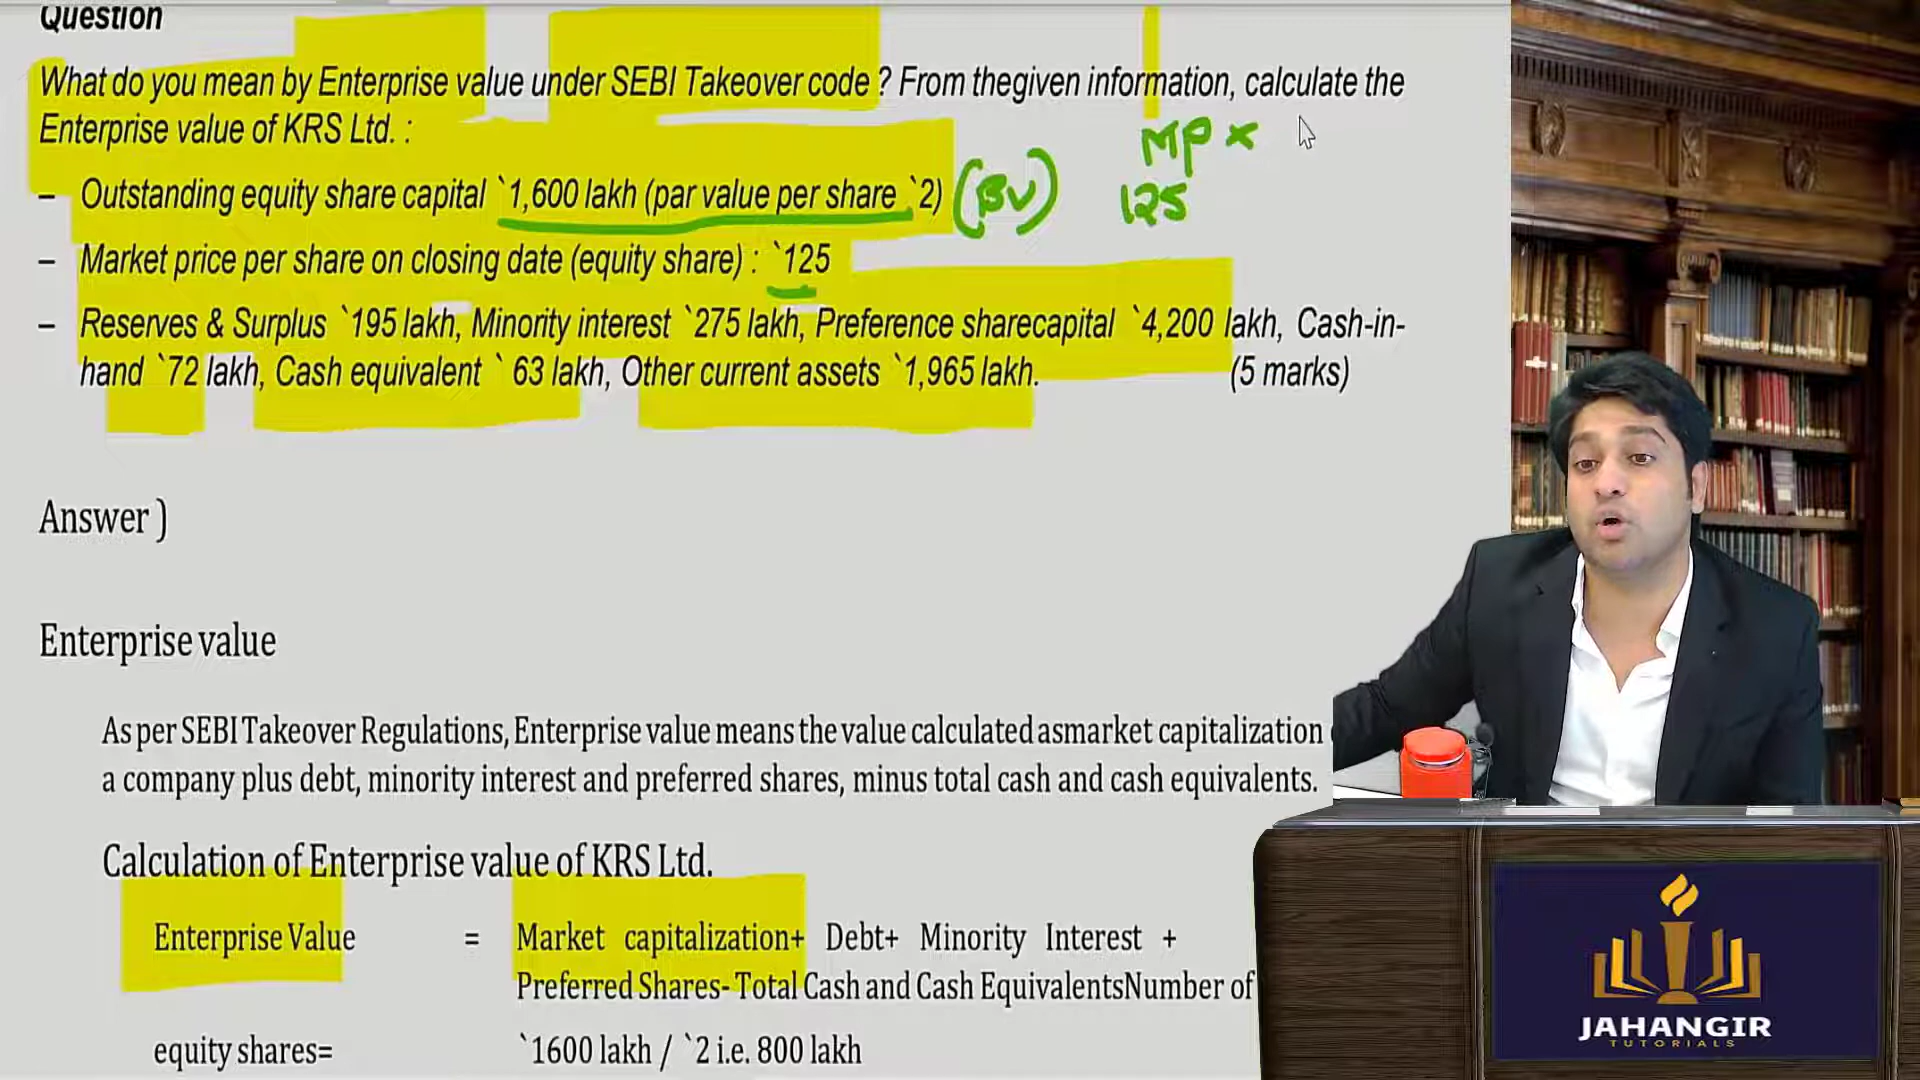 Question
What do you mean by Enterprise value under SEBI Takeover code ? From thegiven information, calculate the
Enterprise value of KRS Ltd. :
MP x
– Outstanding equity share capital `1,600 lakh (par value per share `2) (BV) 125
– Market price per share on closing date (equity share) : `125
– Reserves & Surplus `195 lakh, Minority interest `275 lakh, Preference sharecapital `4,200 lakh, Cash-in-
hand `72 lakh, Cash equivalent ` 63 lakh, Other current assets `1,965 lakh. (5 marks)
Answer )
Enterprise value
As per SEBI Takeover Regulations, Enterprise value means the value calculated asmarket capitalization
a company plus debt, minority interest and preferred shares, minus total cash and cash equivalents.
Calculation of Enterprise value of KRS Ltd.
Enterprise Value = Market capitalization+ Debt+ Minority Interest +
Preferred Shares- Total Cash and Cash EquivalentsNumber of
equity shares= `1600 lakh / `2 i.e. 800 lakh
JAHANGIR
TUTORIALS